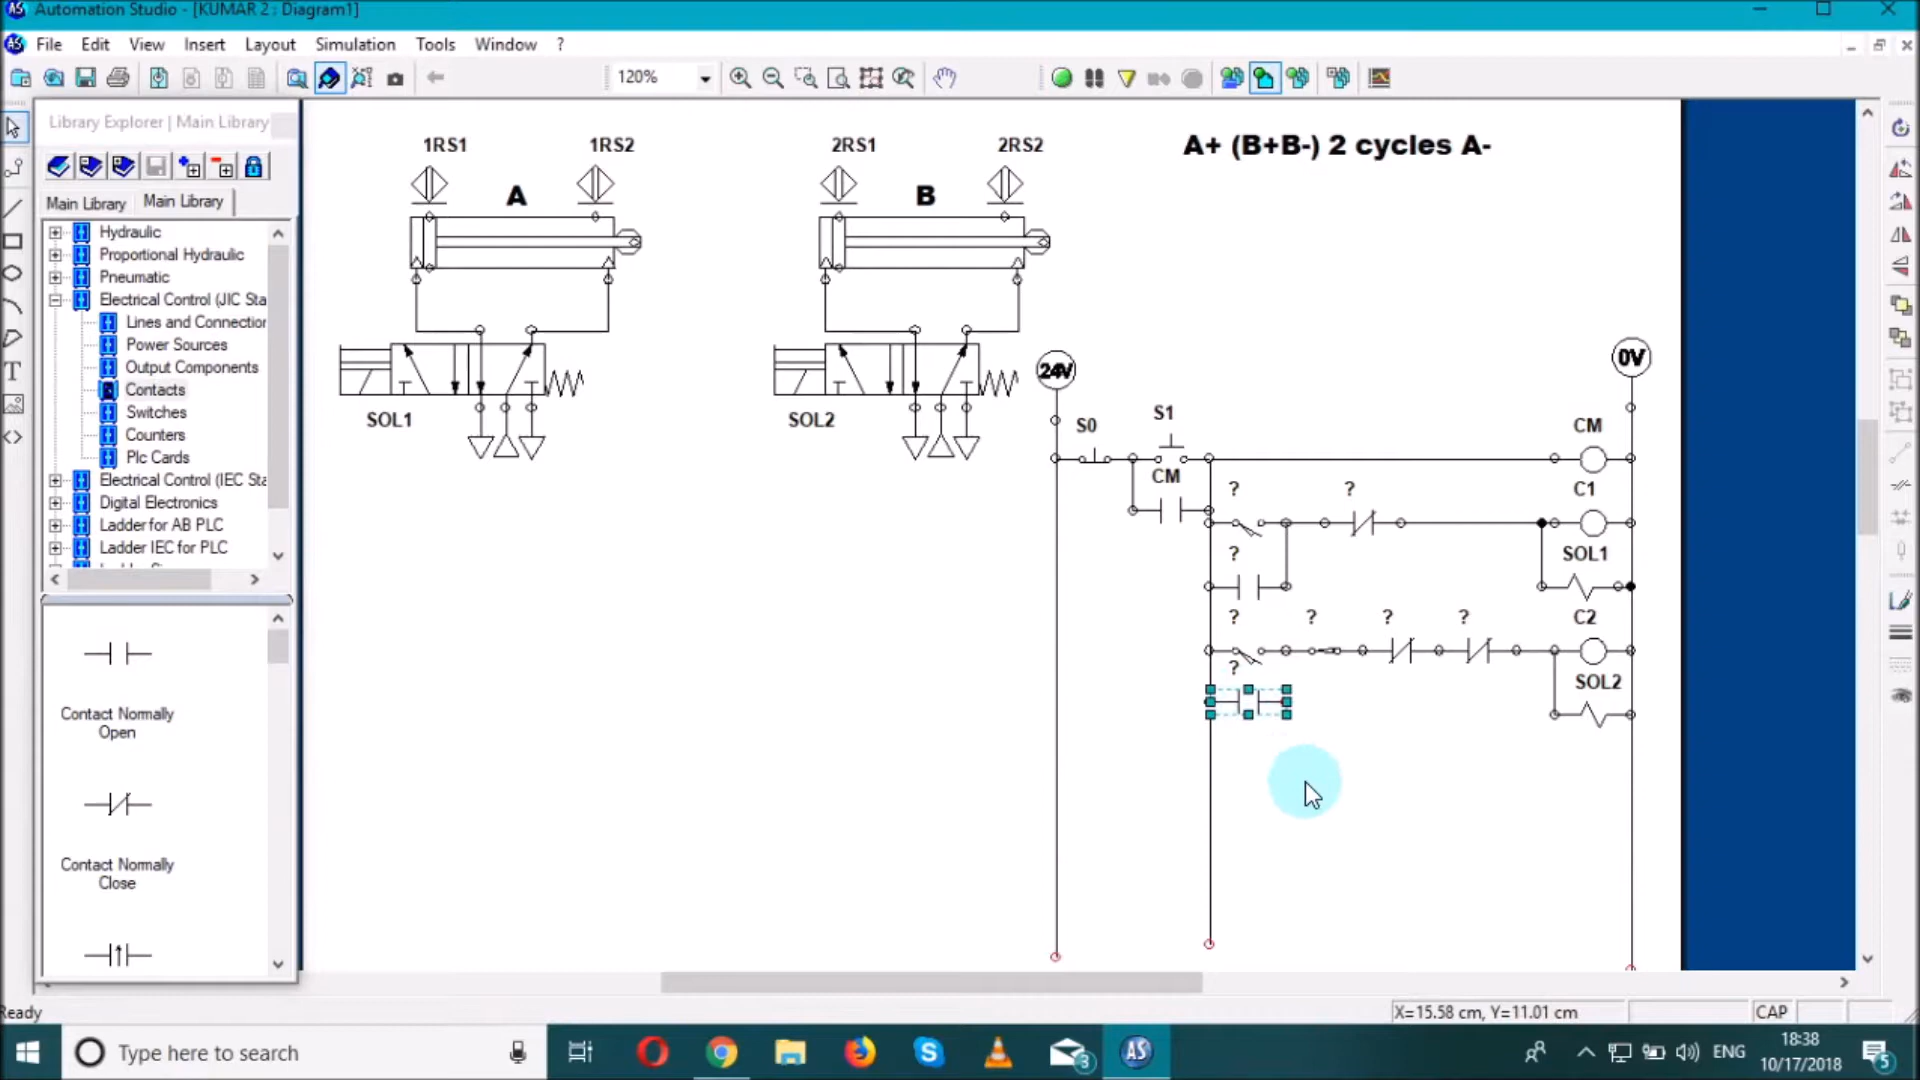 Automation Studio - [KUMAR 2 : Diagram1]
File Edit View Insert Layout Simulation Tools Window ?
120%
Library Explorer | Main Library
Main Library Main Library
Hydraulic
Proportional Hydraulic
Pneumatic
Electrical Control (JIC Sta
Lines and Connection
Power Sources
Output Components
Contacts
Switches
Counters
Plc Cards
Electrical Control (IEC Sta
Digital Electronics
Ladder for AB PLC
Ladder IEC for PLC
Contact Normally
Open
Contact Normally
Close
1RS1 1RS2 2RS1 2RS2
A+ (B+B-) 2 cycles A-
A B
SOL1 SOL2
24V 0V
S0 S1 CM
CM
? ? C1
? SOL1
? ? ? ? C2
? SOL2
Ready
X=15.58 cm, Y=11.01 cm CAP
Type here to search
3
AS
ENG
18:38
10/17/2018
5